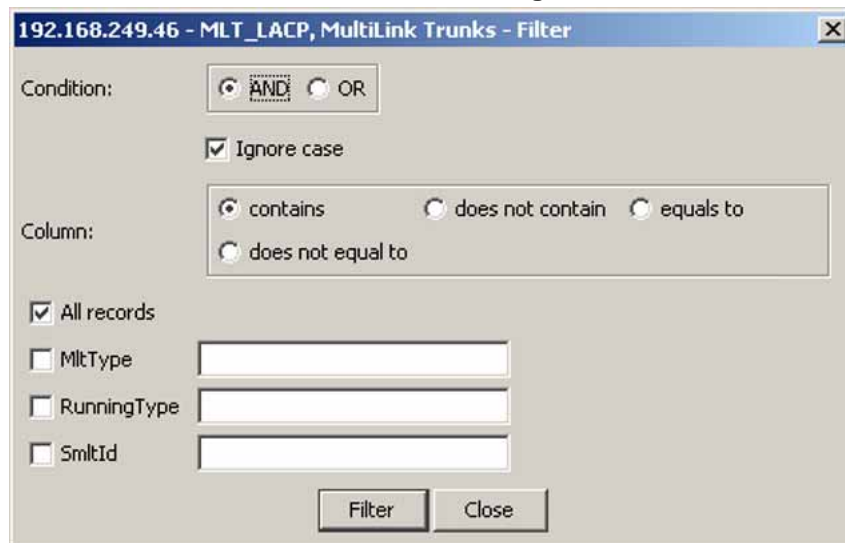 192.168.249.46 - MLT_LACP, MultiLink Trunks - Filter
Condition: AND OR
Ignore case
Column: contains does not contain equals to
does not equal to
All records
MltType
RunningType
SmltId
Filter Close